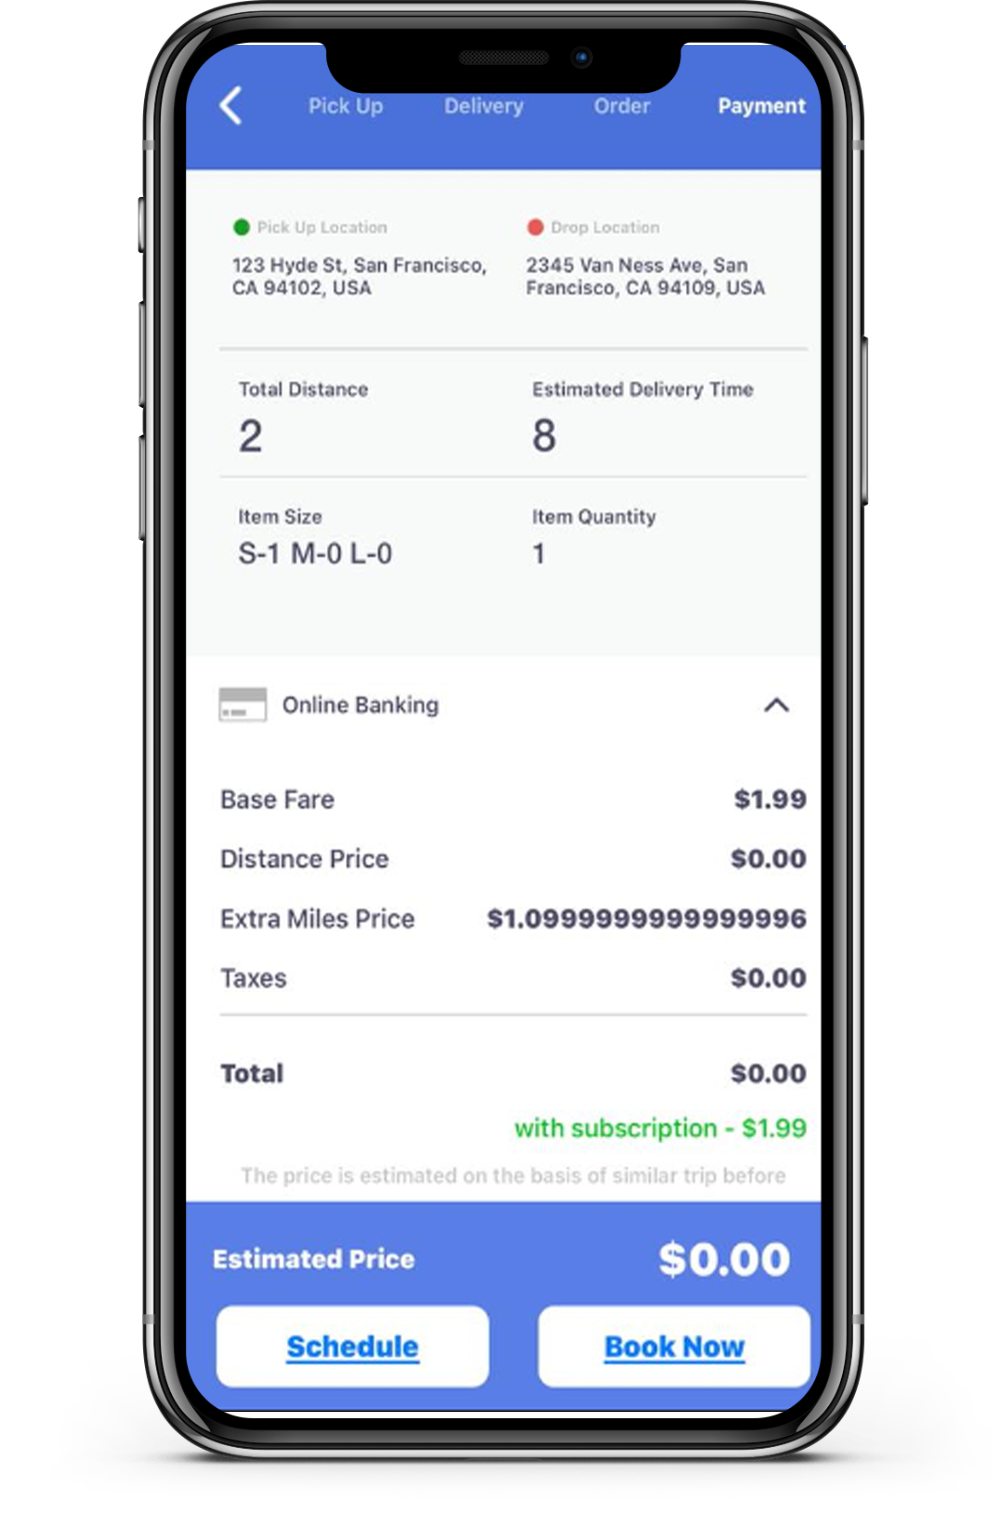 Pick Up Delivery Order Payment
Pick Up Location
123 Hyde St, San Francisco,
CA 94102, USA
Drop Location
2345 Van Ness Ave, San
Francisco, CA 94109, USA
Total Distance
2
Estimated Delivery Time
8
Item Size
S-1 M-0 L-0
Item Quantity
1
Online Banking
Base Fare $1.99
Distance Price $0.00
Extra Miles Price $1.0999999999999996
Taxes $0.00
Total $0.00
with subscription - $1.99
The price is estimated on the basis of similar trip before
Estimated Price $0.00
Schedule Book Now